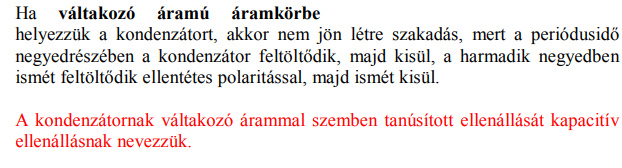 Ha váltakozó áramú áramkörbe
helyezzük a kondenzátort, akkor nem jön létre szakadás, mert a periódusidő
negyedrészében a kondenzátor feltöltődik, majd kisül, a harmadik negyedben
ismét feltöltődik ellentétes polaritással, majd ismét kisül.
A kondenzátornak váltakozó árammal szemben tanúsított ellenállását kapacitív
ellenállásnak nevezzük.